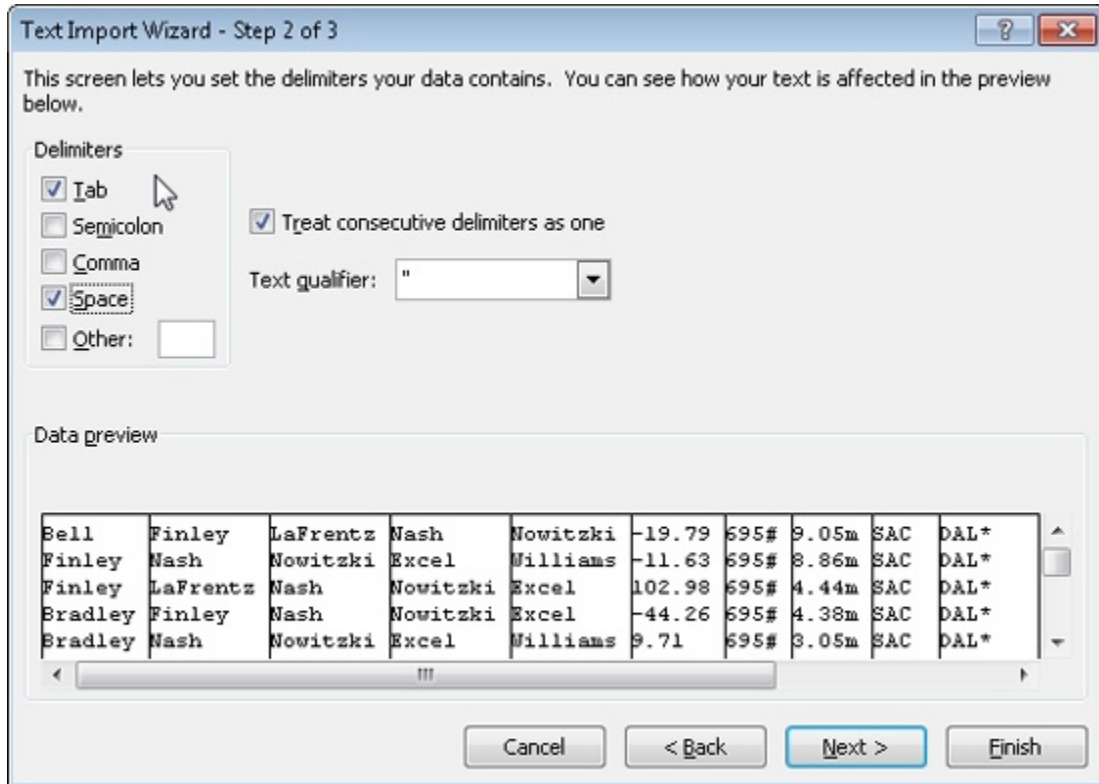 Text Import Wizard - Step 2 of 3
This screen lets you set the delimiters your data contains. You can see how your text is affected in the preview
below.
Delimiters
Tab
Semicolon
Comma
Space
Other:
Treat consecutive delimiters as one
Text qualifier: "
Data preview
Bell Finley LaFrentz Nash Nowitzki -19.79 695# 9.05m SAC DAL*
Finley Nash Nowitzki Excel Williams -11.63 695# 8.86m SAC DAL*
Finley LaFrentz Nash Nowitzki Excel 102.98 695# 4.44m SAC DAL*
Bradley Finley Nash Nowitzki Excel -44.26 695# 4.38m SAC DAL*
Bradley Nash Nowitzki Excel Williams 9.71 695# 3.05m SAC DAL*
Cancel < Back Next > Finish